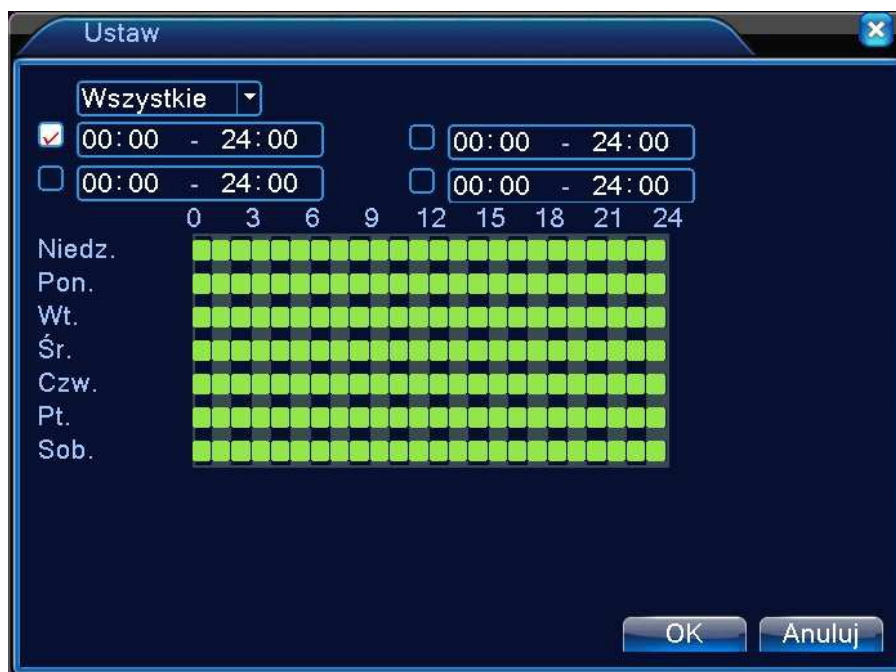 Ustaw
Wszystkie
00:00 - 24:00 00:00 - 24:00
00:00 - 24:00 00:00 - 24:00
0 3 6 9 12 15 18 21 24
Niedz.
Pon.
Wt.
Śr.
Czw.
Pt.
Sob.
OK Anuluj